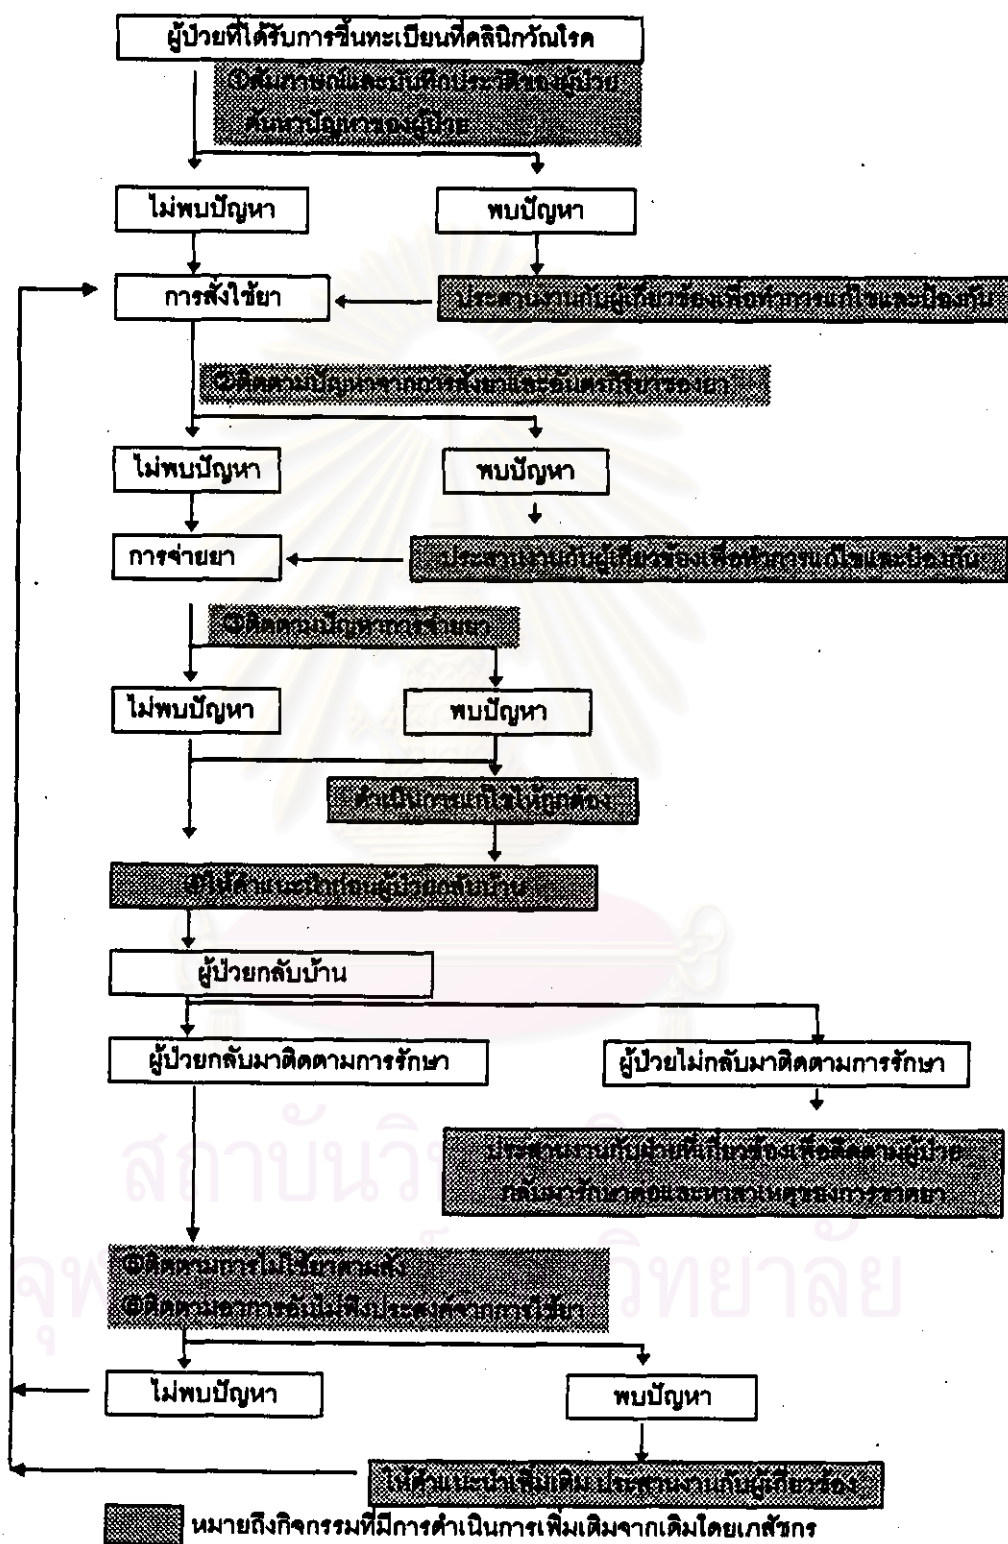 ผู้ป่วยที่ได้รับการขึ้นทะเบียนที่คลินิกวัณโรค
①สัมภาษณ์และบันทึกประวัติของผู้ป่วย
ค้นหาปัญหาของผู้ป่วย
ไม่พบปัญหา
พบปัญหา
การสั่งใช้ยา
ประสานงานกับผู้เกี่ยวข้องเพื่อทำการแก้ไขและป้องกัน
②ติดตามปัญหาจากการสั่งยาและอันตรกิริยาของยา
ไม่พบปัญหา
พบปัญหา
การจ่ายยา
ประสานงานกับผู้เกี่ยวข้องเพื่อทำการแก้ไขและป้องกัน
③ติดตามปัญหาการจ่ายยา
ไม่พบปัญหา
พบปัญหา
ดำเนินการแก้ไขให้ถูกต้อง
④ให้คำแนะนำก่อนผู้ป่วยกลับบ้าน
ผู้ป่วยกลับบ้าน
ผู้ป่วยกลับมาติดตามการรักษา
ผู้ป่วยไม่กลับมาติดตามการรักษา
ประสานงานกับฝ่ายที่เกี่ยวข้องเพื่อติดตามผู้ป่วย
กลับมารักษาต่อและหาสาเหตุของการขาดยา
สถาบันวิ
⑤ติดตามการไม่ใช้ยาตามสั่ง
⑥ติดตามอาการอันไม่พึงประสงค์จากการใช้ยา
วิทยาลัย
ไม่พบปัญหา
พบปัญหา
ให้คำแนะนำเพิ่มเติม ประสานงานกับผู้เกี่ยวข้อง
หมายถึงกิจกรรมที่มีการดำเนินการเพิ่มเติมจากเดิมโดยเภสัชกร